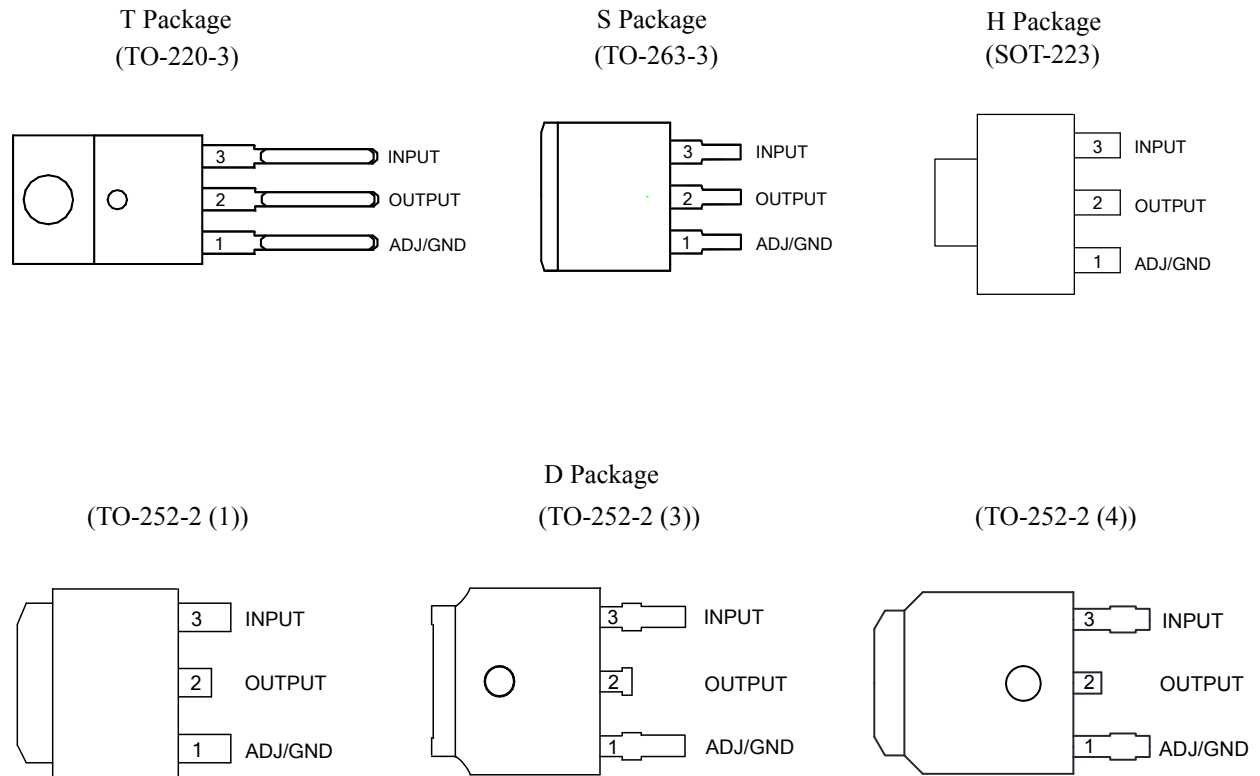 T Package
(TO-220-3)
3 INPUT
2 OUTPUT
1 ADJ/GND
S Package
(TO-263-3)
3 INPUT
2 OUTPUT
1 ADJ/GND
H Package
(SOT-223)
3 INPUT
2 OUTPUT
1 ADJ/GND
D Package
(TO-252-2 (1))
3 INPUT
2 OUTPUT
1 ADJ/GND
(TO-252-2 (3))
3 INPUT
2 OUTPUT
1 ADJ/GND
(TO-252-2 (4))
3 INPUT
2 OUTPUT
1 ADJ/GND